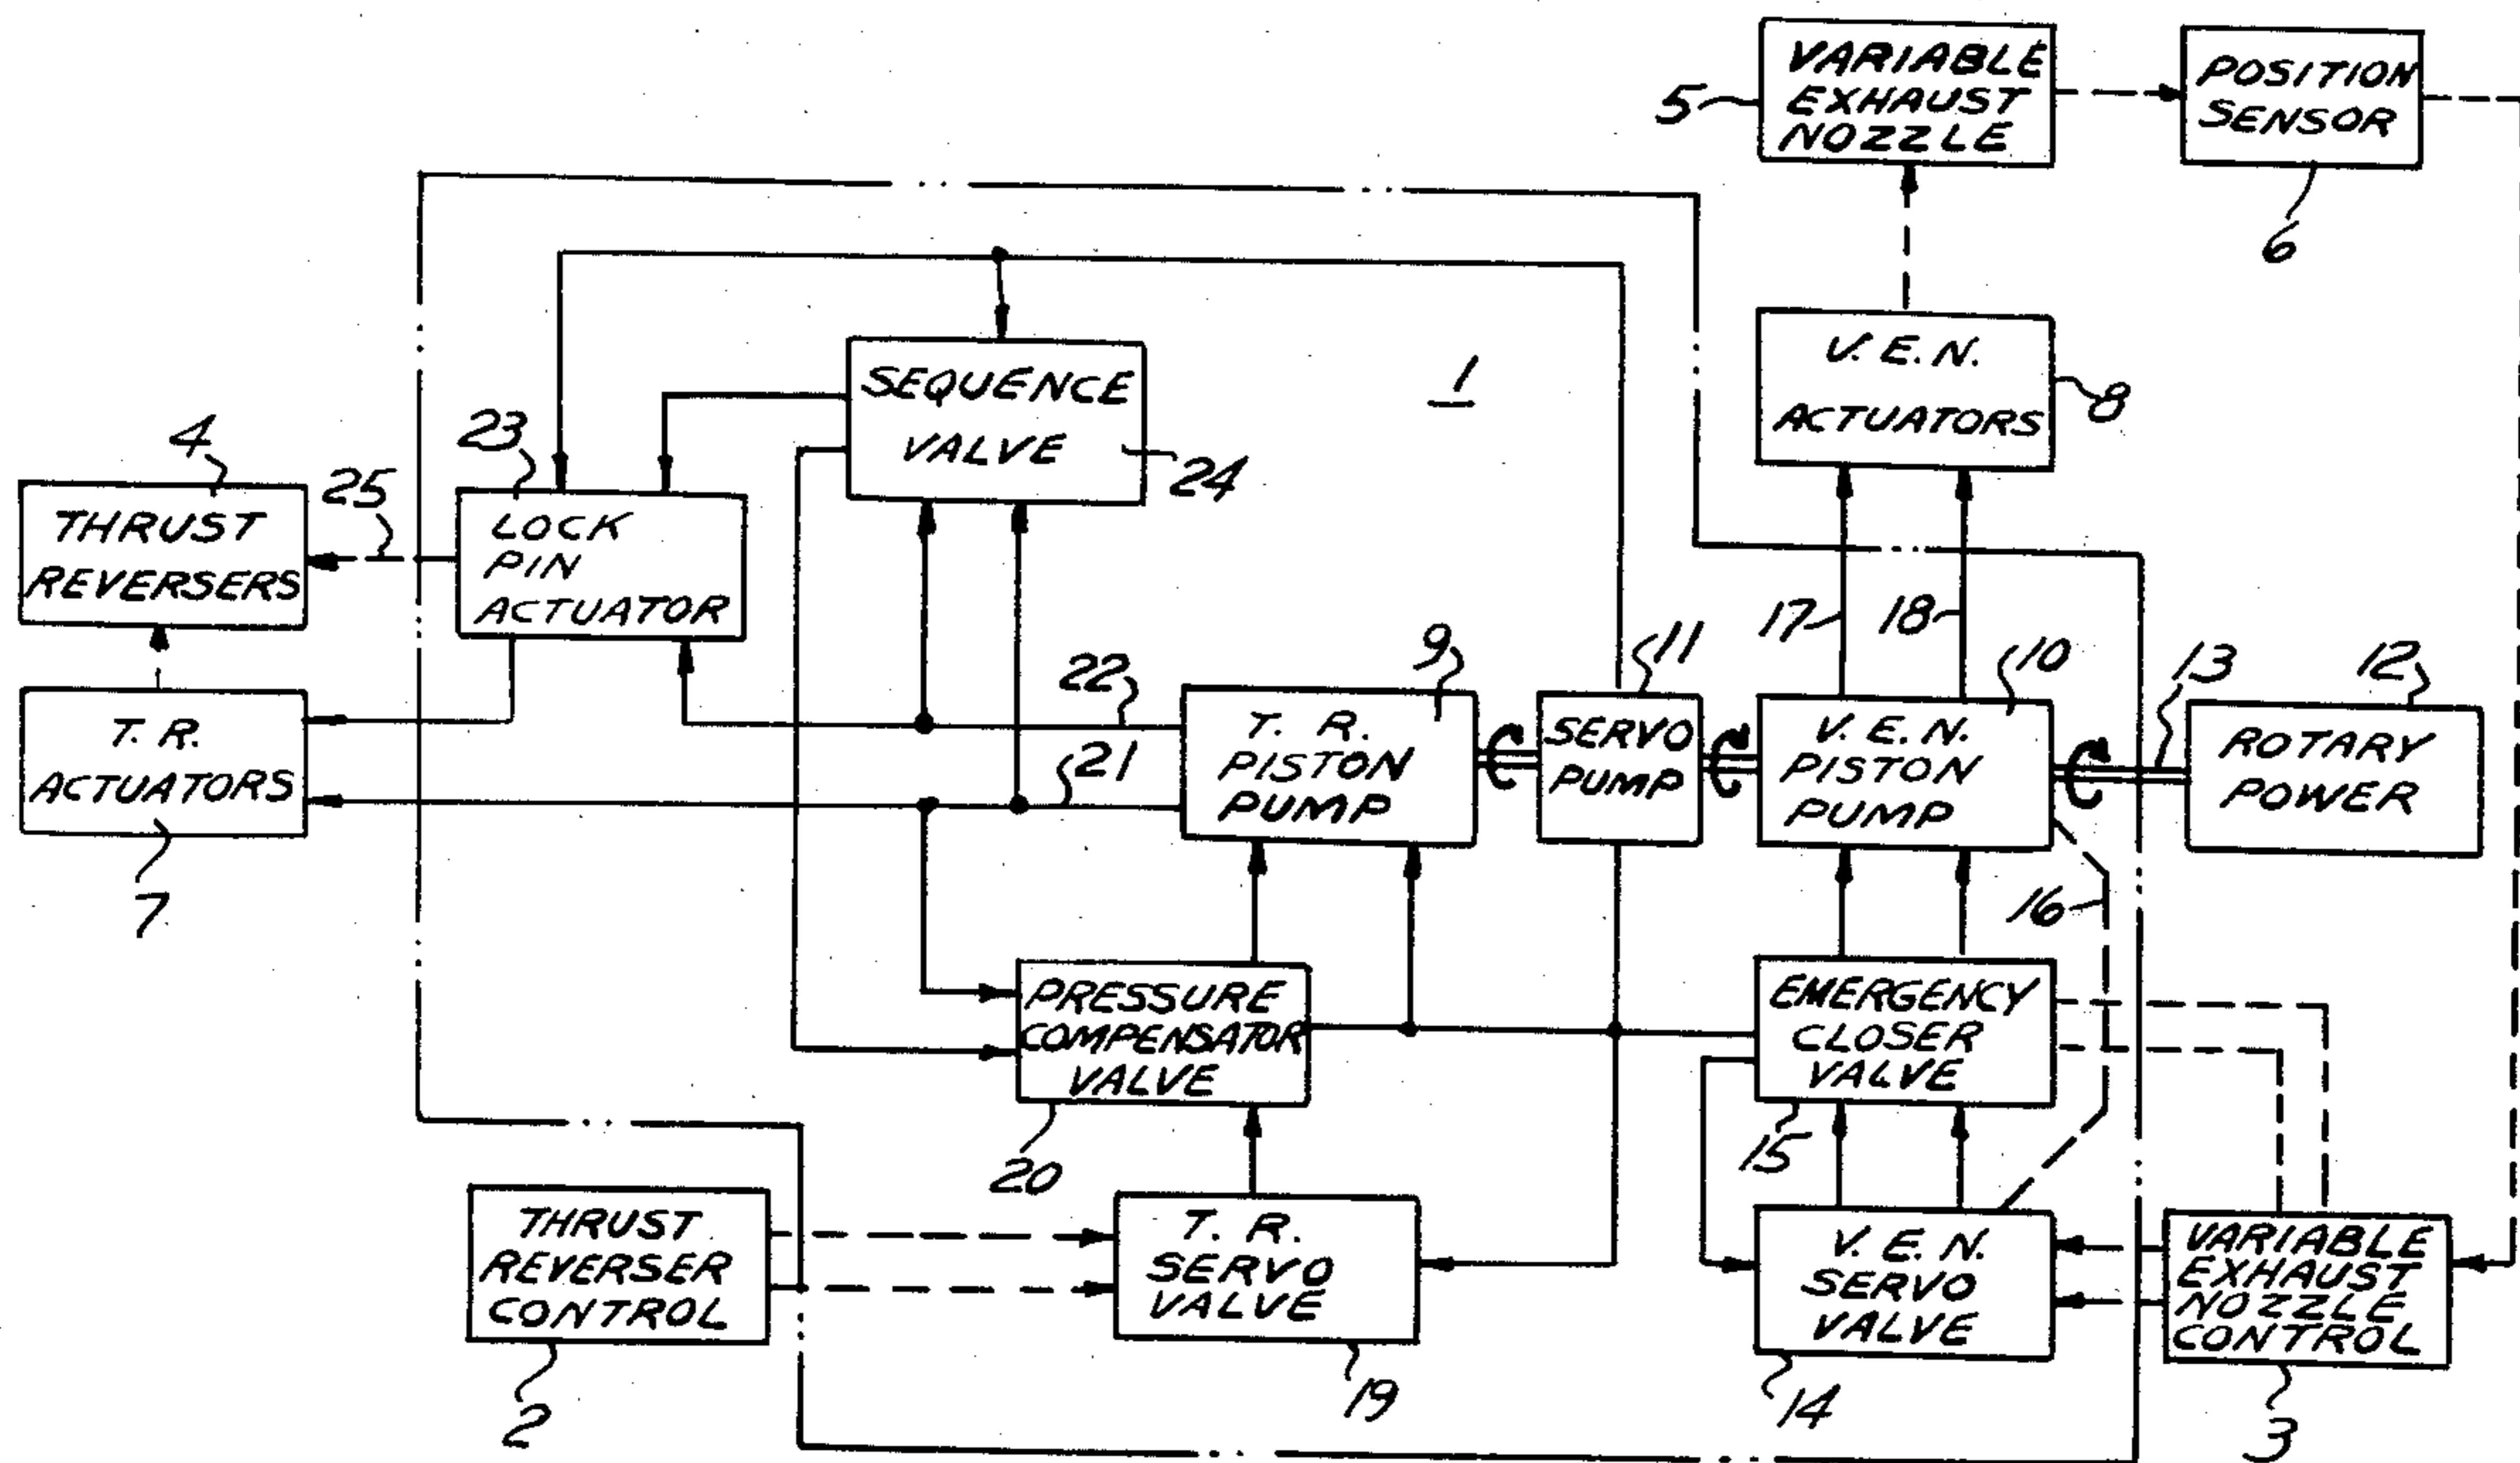 VARIABLE
EXHAUST
NOZZLE
5
POSITION
SENSOR
6
1
SEQUENCE
VALVE
24
V. E. N.
ACTUATORS
8
4
25
23
THRUST
REVERSERS
LOCK
PIN
ACTUATOR
17
18
22
21
9
11
10
13
12
T. R.
ACTUATORS
7
T. R.
PISTON
PUMP
SERVO
PUMP
V. E. N.
PISTON
PUMP
ROTARY
POWER
16
PRESSURE
COMPENSATOR
VALVE
20
EMERGENCY
CLOSER
VALVE
15
THRUST
REVERSER
CONTROL
2
T. R.
SERVO
VALVE
19
V. E. N.
SERVO
VALVE
14
VARIABLE
EXHAUST
NOZZLE
CONTROL
3